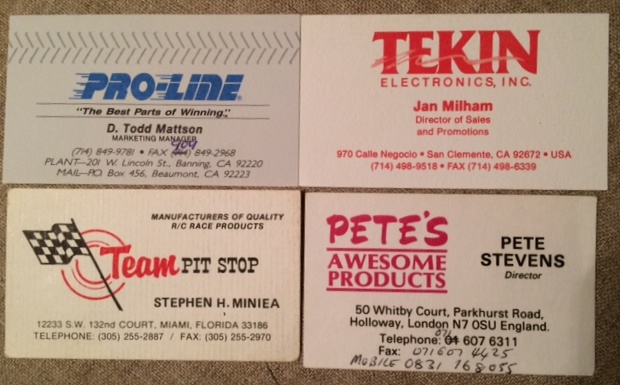 PRO-LINE®
"The Best Parts of Winning."
D. Todd Mattson
MARKETING MANAGER
909
(714) 849-9781 • FAX (714) 849-2968
PLANT—201 W. Lincoln St., Banning, CA 92220
MAIL—P.O. Box 456, Beaumont, CA 92223
TEKIN
ELECTRONICS, INC.
Jan Milham
Director of Sales
and Promotions
970 Calle Negocio • San Clemente, CA 92672 • USA
(714) 498-9518 • FAX (714) 498-6339
MANUFACTURERS OF QUALITY
R/C RACE PRODUCTS
Team PIT STOP
STEPHEN H. MINIEA
12233 S.W. 132nd COURT, MIAMI, FLORIDA 33186
TELEPHONE: (305) 255-2887 / FAX: (305) 255-2970
PETE'S
AWESOME
PRODUCTS
PETE
STEVENS
Director
50 Whitby Court, Parkhurst Road,
Holloway, London N7 OSU England.
071
Telephone: 01 607 6311
Fax: 071 607 4425
MOBILE 0831 768055